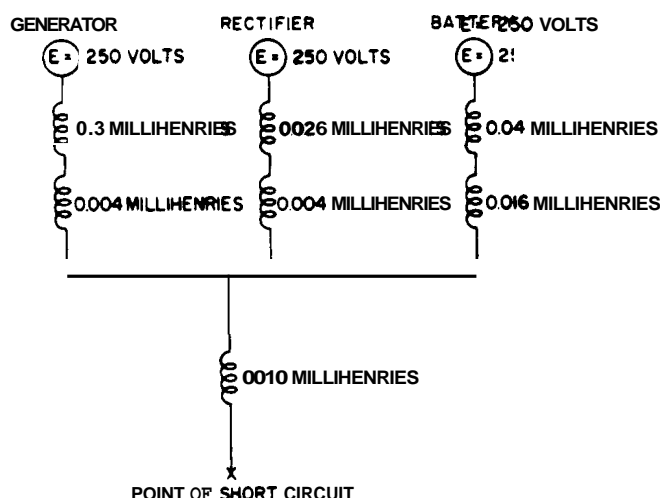 GENERATOR RECTIFIER BATTERY E= 250 VOLTS
E= 250 VOLTS E= 250 VOLTS E=
0.3 MILLIHENRIES 0026 MILLIHENRIES 0.04 MILLIHENRIES
0.004 MILLIHENRIES 0.004 MILLIHENRIES 0.016 MILLIHENRIES
0010 MILLIHENRIES
X
POINT OF SHORT CIRCUIT